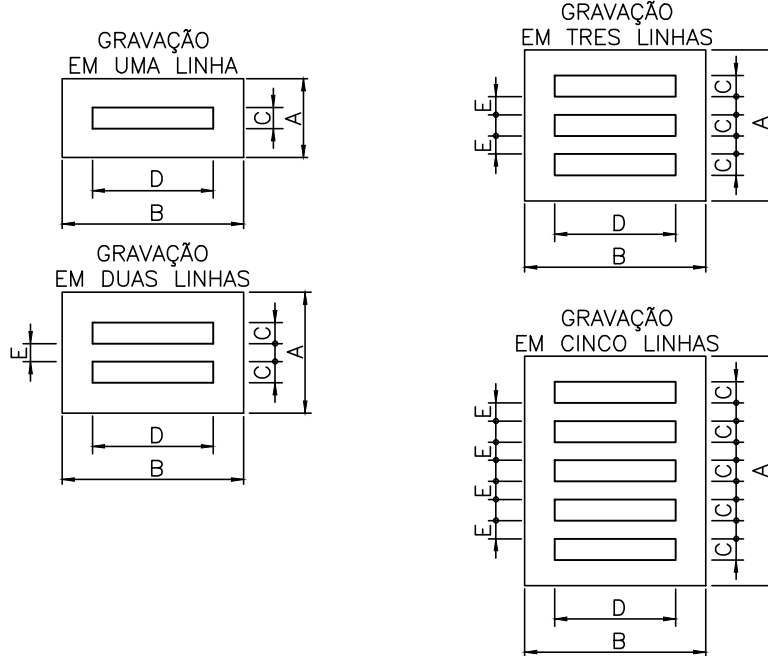 GRAVAÇÃO
EM UMA LINHA
C
A
D
B
GRAVAÇÃO
EM DUAS LINHAS
E
C
C
A
D
B
GRAVAÇÃO
EM TRES LINHAS
E
E
C
C
C
A
D
B
GRAVAÇÃO
EM CINCO LINHAS
E
E
E
E
C
C
C
C
C
A
D
B